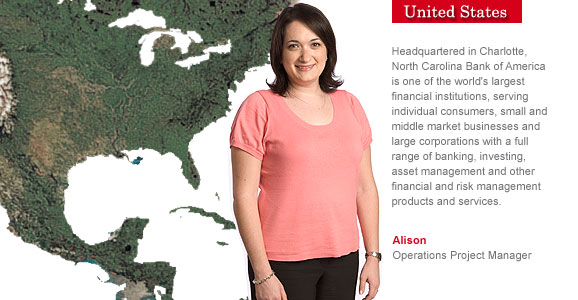 United States
Headquartered in Charlotte,
North Carolina Bank of America
is one of the world's largest
financial institutions, serving
individual consumers, small and
middle market businesses and
large corporations with a full
range of banking, investing,
asset management and other
financial and risk management
products and services.
Alison
Operations Project Manager